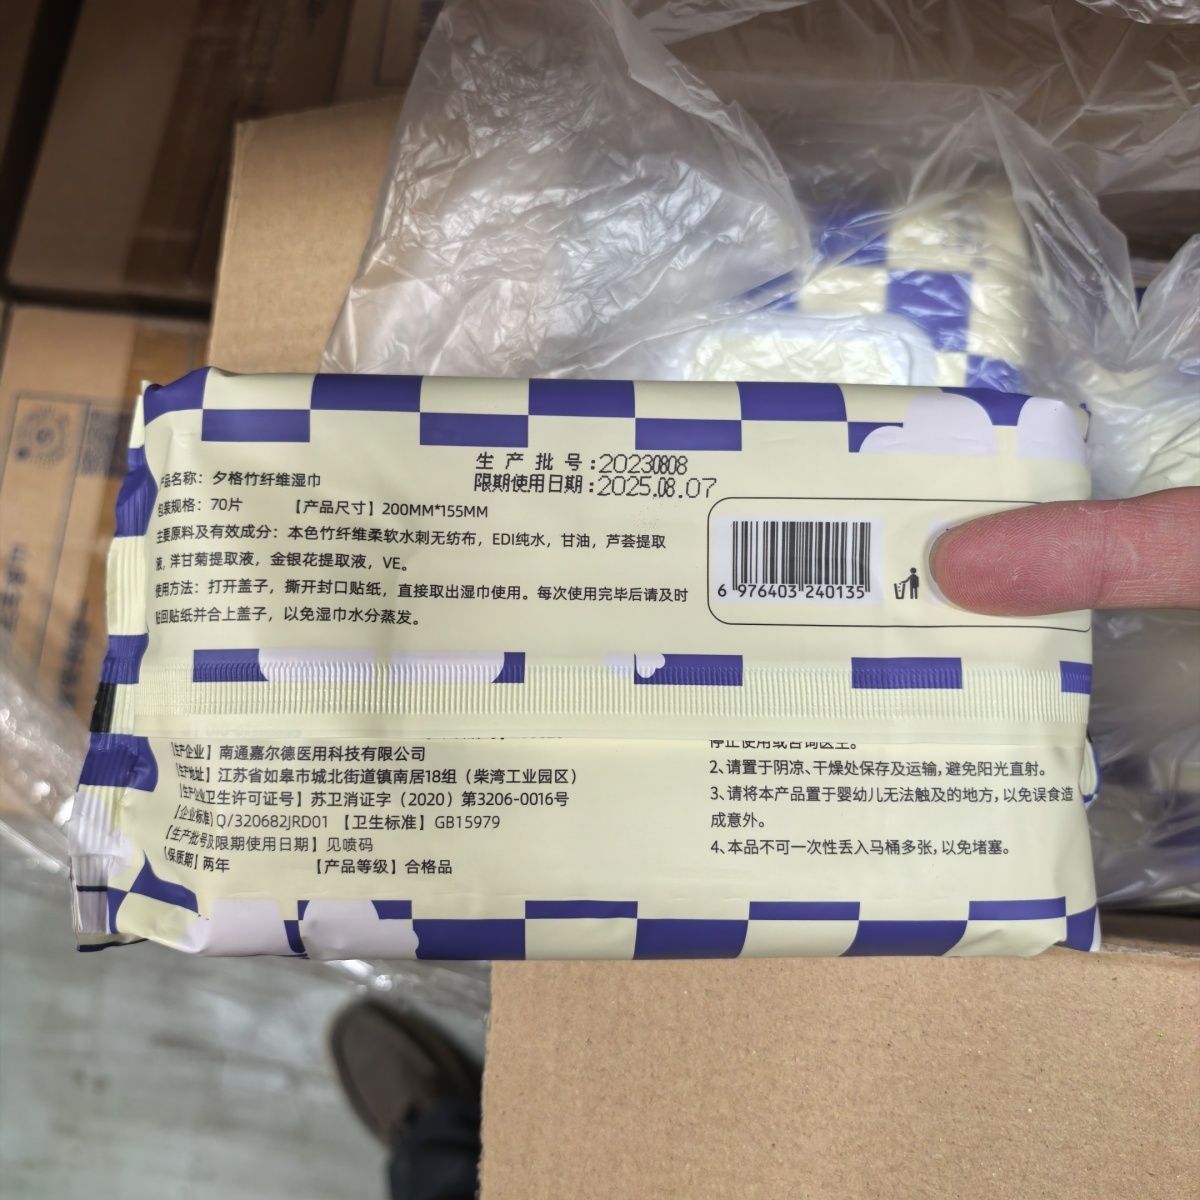 生产批号:20230808
限期使用日期:2025.08.07
产品名称：夕格竹纤维湿巾
包装规格：70片 【产品尺寸】200MM*155MM
主要原料及有效成分：本色竹纤维柔软水刺无纺布，EDI纯水，甘油，芦荟提取
液，洋甘菊提取液，金银花提取液，VE。
使用方法：打开盖子，撕开封口贴纸，直接取出湿巾使用。每次使用完毕后请及时
贴回贴纸并合上盖子，以免湿巾水分蒸发。
6 976403 240135
【生产企业】南通嘉尔德医用科技有限公司
【生产地址】江苏省如皋市城北街道镇南居18组（柴湾工业园区）
【生产企业卫生许可证号】苏卫消证字（2020）第3206-0016号
【企业标准】Q/320682JRD01 【卫生标准】GB15979
【生产批号及限期使用日期】见喷码
【保质期】两年 【产品等级】合格品
停止使用或咨询医生。
2、请置于阴凉、干燥处保存及运输，避免阳光直射。
3、请将本产品置于婴幼儿无法触及的地方，以免误食造
成意外。
4、本品不可一次性丢入马桶多张，以免堵塞。